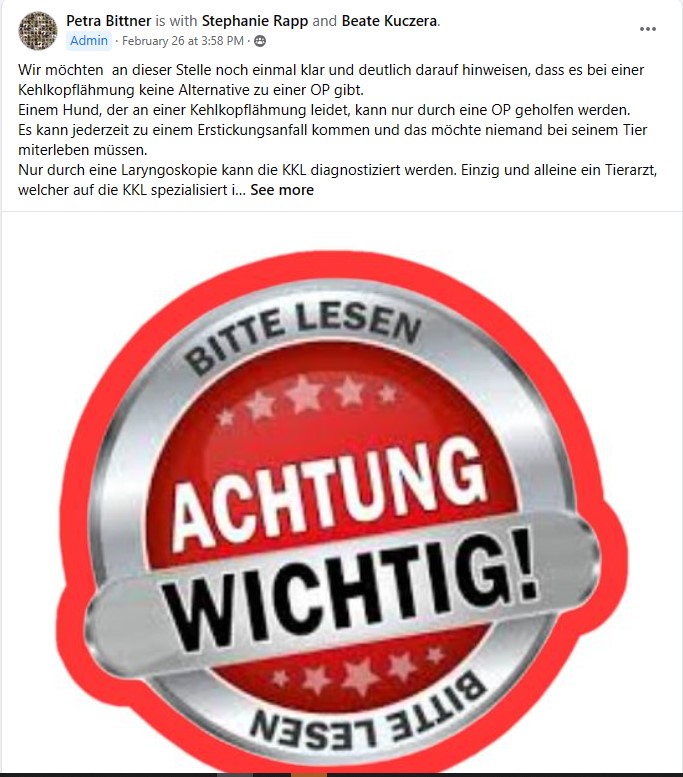 Petra Bittner is with Stephanie Rapp and Beate Kuczera.
Admin · February 26 at 3:58 PM ·
Wir möchten  an dieser Stelle noch einmal klar und deutlich darauf hinweisen, dass es bei einer
Kehlkopflähmung keine Alternative zu einer OP gibt.
Einem Hund, der an einer Kehlkopflähmung leidet, kann nur durch eine OP geholfen werden.
Es kann jederzeit zu einem Erstickungsanfall kommen und das möchte niemand bei seinem Tier
miterleben müssen.
Nur durch eine Laryngoskopie kann die KKL diagnostiziert werden. Einzig und alleine ein Tierarzt,
welcher auf die KKL spezialisiert i... See more
BITTE LESEN
ACHTUNG
WICHTIG!
BITTE LESEN